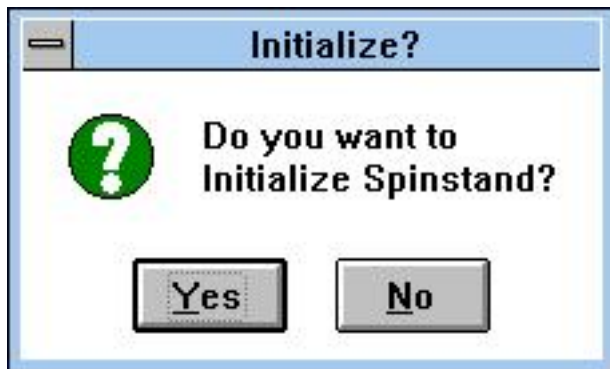 Initialize?
Do you want to
Initialize Spinstand?
Yes No